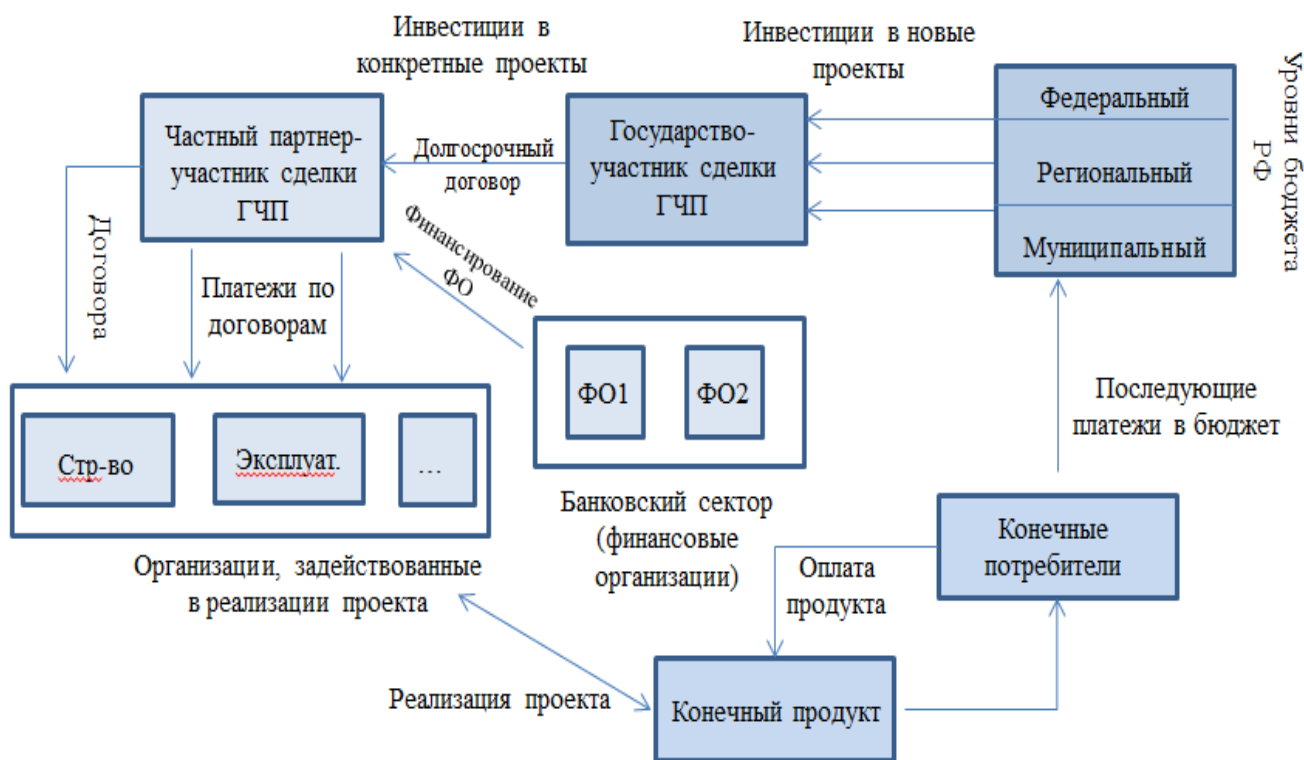 Инвестиции в
конкретные проекты
Инвестиции в новые
проекты
Уровни бюджета
РФ
Частный партнер-
участник сделки
ГЧП
Долгосрочный
договор
Государство-
участник сделки
ГЧП
Федеральный
Региональный
Муниципальный
Договора
Платежи по
договорам
Финансирование
ФО
ФО1
ФО2
Стр-во
Эксплуат.
...
Банковский сектор
(финансовые
организации)
Последующие
платежи в бюджет
Организации, задействованные
в реализации проекта
Оплата
продукта
Конечные
потребители
Реализация проекта
Конечный продукт